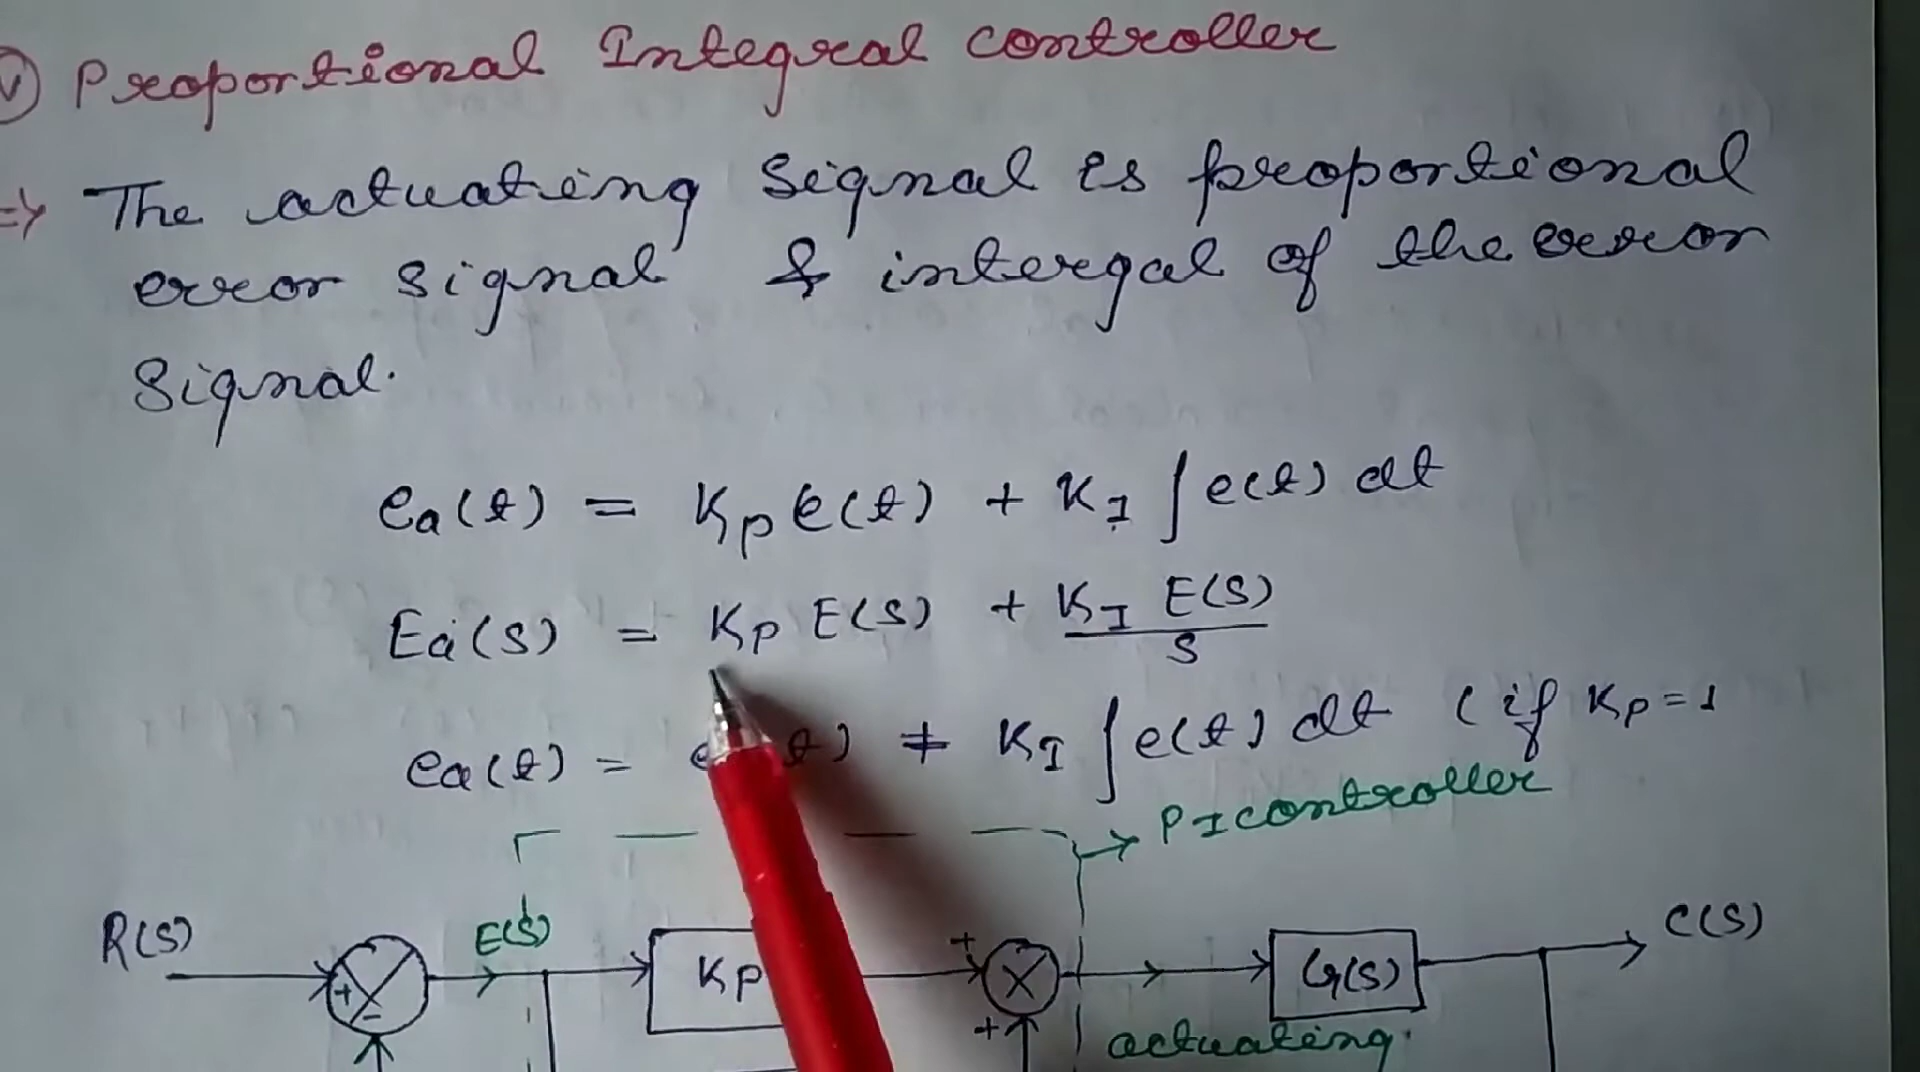 v) Proportional Integral controller
=> The actuating Signal is proportional
error signal & intergal of the error
Signal.
ea(t) = Kp e(t) + KI ∫e(t) dt
Ea(s) = Kp E(s) + KI E(s)/S
ea(t) = e(t) + KI ∫e(t) dt (if Kp=1
PI controller
R(s) + - E(s) Kp + + G(s) C(s)
actuating